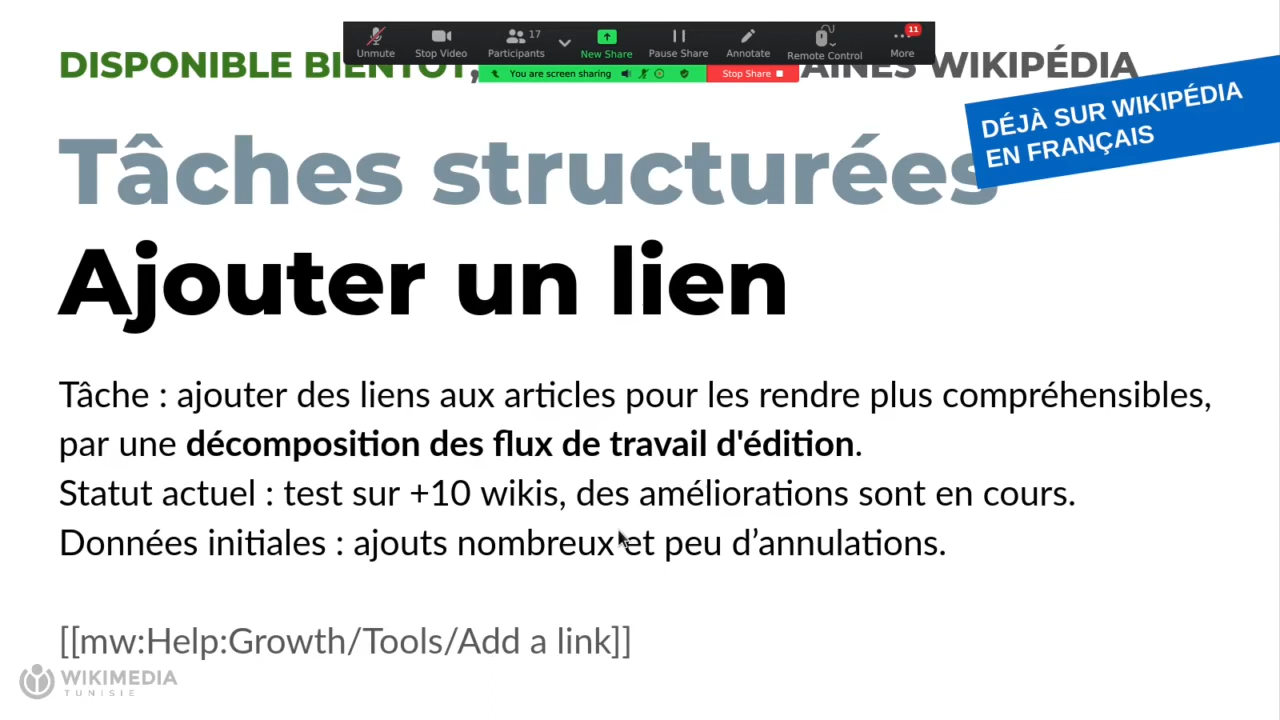 Unmute
Stop Video
Participants
17
New Share
Pause Share
Annotate
Remote Control
More
11
You are screen sharing
Stop Share
DISPONIBLE BIENTÔT, AINES WIKIPÉDIA
DÉJÀ SUR WIKIPÉDIA
EN FRANÇAIS
Tâches structurées
Ajouter un lien
Tâche : ajouter des liens aux articles pour les rendre plus compréhensibles,
par une décomposition des flux de travail d'édition.
Statut actuel : test sur +10 wikis, des améliorations sont en cours.
Données initiales : ajouts nombreux et peu d’annulations.
[[mw:Help:Growth/Tools/Add a link]]
WIKIMEDIA
TUNISIE